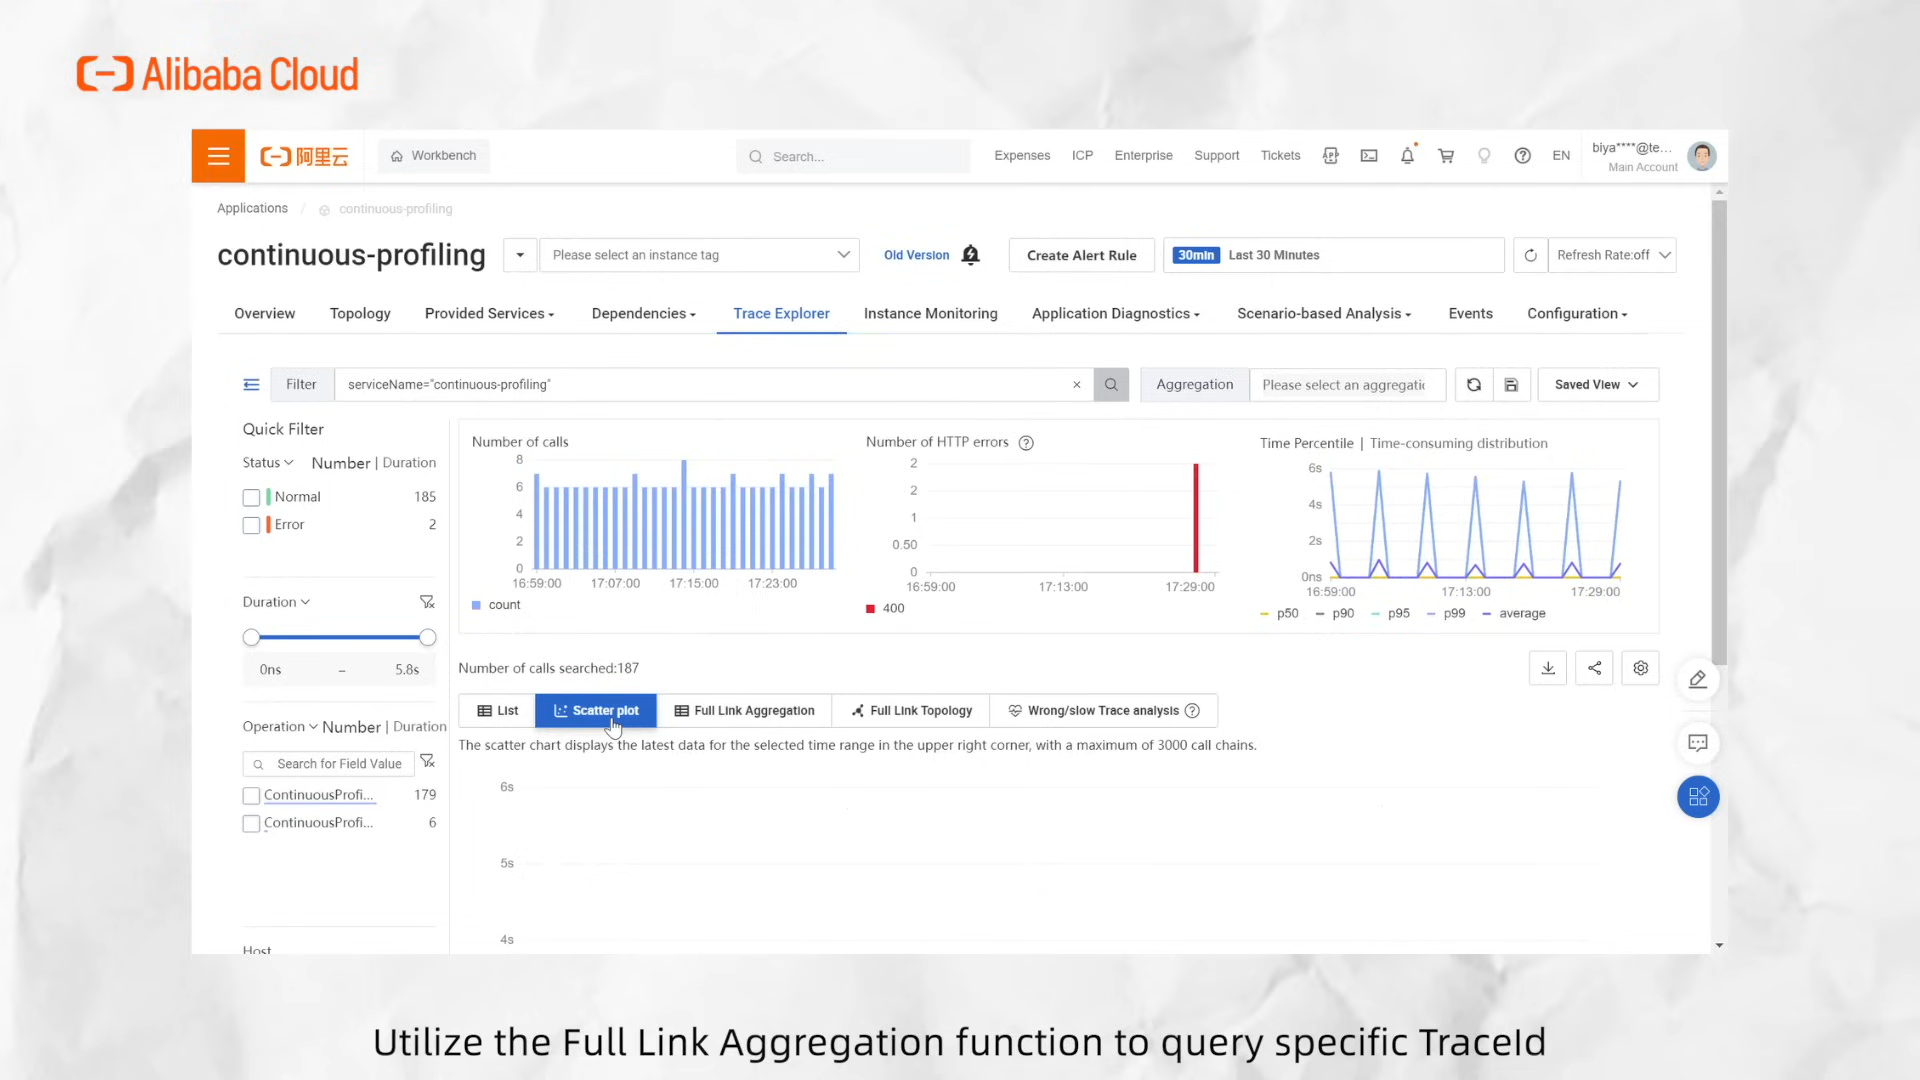 Alibaba Cloud
阿里云
Workbench
Search...
Expenses
ICP
Enterprise
Support
Tickets
EN
biya****@te...
Main Account
Applications / continuous-profiling
continuous-profiling
Please select an instance tag
Old Version
Create Alert Rule
30min Last 30 Minutes
Refresh Rate:off
Overview
Topology
Provided Services
Dependencies
Trace Explorer
Instance Monitoring
Application Diagnostics
Scenario-based Analysis
Events
Configuration
Filter
serviceName="continuous-profiling"
Aggregation
Please select an aggregatic
Saved View
Quick Filter
Status Number | Duration
Normal 185
Error 2
Duration
0ns – 5.8s
Operation Number | Duration
Search for Field Value
ContinuousProfi... 179
ContinuousProfi... 6
Host
Number of calls
8
6
4
2
0
16:59:00 17:07:00 17:15:00 17:23:00
count
Number of HTTP errors
2
2
1
0.50
0
16:59:00 17:13:00 17:29:00
400
Time Percentile | Time-consuming distribution
6s
4s
2s
0ns
16:59:00 17:13:00 17:29:00
p50 p90 p95 p99 average
Number of calls searched:187
List
Scatter plot
Full Link Aggregation
Full Link Topology
Wrong/slow Trace analysis
The scatter chart displays the latest data for the selected time range in the upper right corner, with a maximum of 3000 call chains.
6s
5s
4s
Utilize the Full Link Aggregation function to query specific TraceId